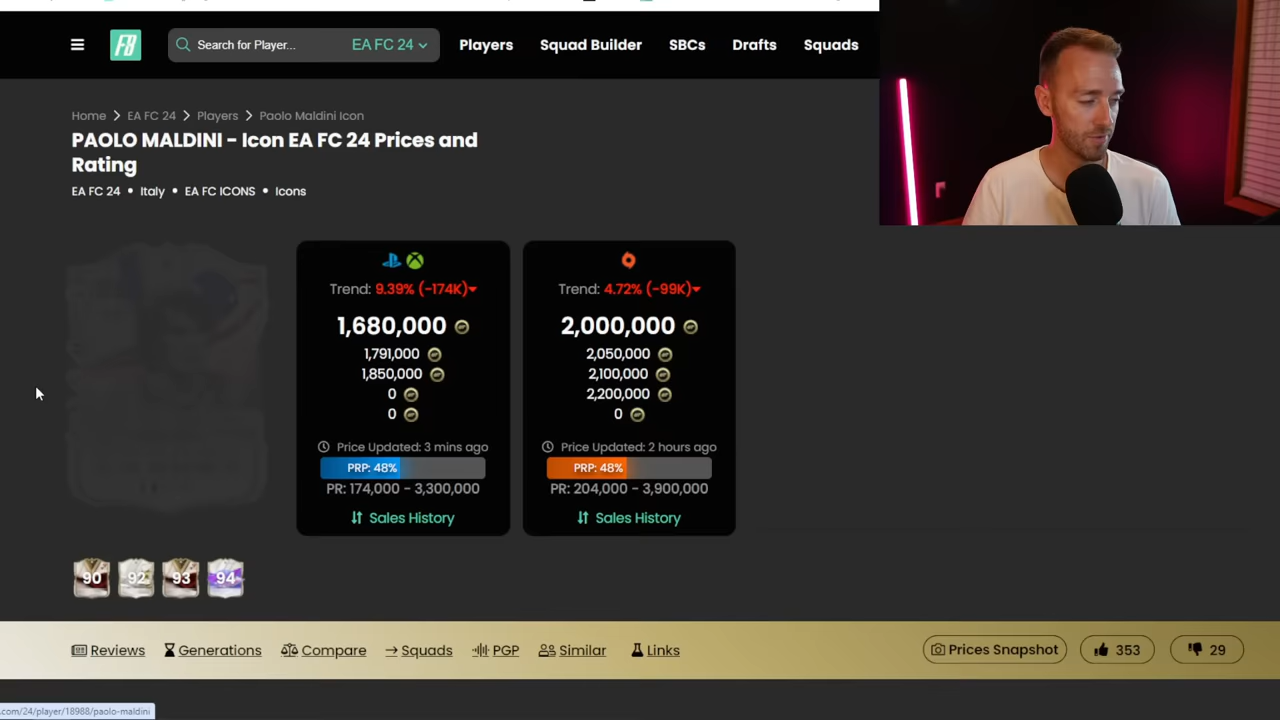 FB
Search for Player...
EA FC 24
Players
Squad Builder
SBCs
Drafts
Squads
Home
EA FC 24
Players
Paolo Maldini Icon
PAOLO MALDINI - Icon EA FC 24 Prices and
Rating
EA FC 24 • Italy • EA FC ICONS • Icons
Trend: 9.39% (-174K)
1,680,000
1,791,000
1,850,000
0
0
Price Updated: 3 mins ago
PRP: 48%
PR: 174,000 - 3,300,000
Sales History
Trend: 4.72% (-99K)
2,000,000
2,050,000
2,100,000
2,200,000
0
Price Updated: 2 hours ago
PRP: 48%
PR: 204,000 - 3,900,000
Sales History
90
92
93
94
Reviews
Generations
Compare
Squads
PGP
Similar
Links
Prices Snapshot
353
29
.com/24/player/18988/paolo-maldini